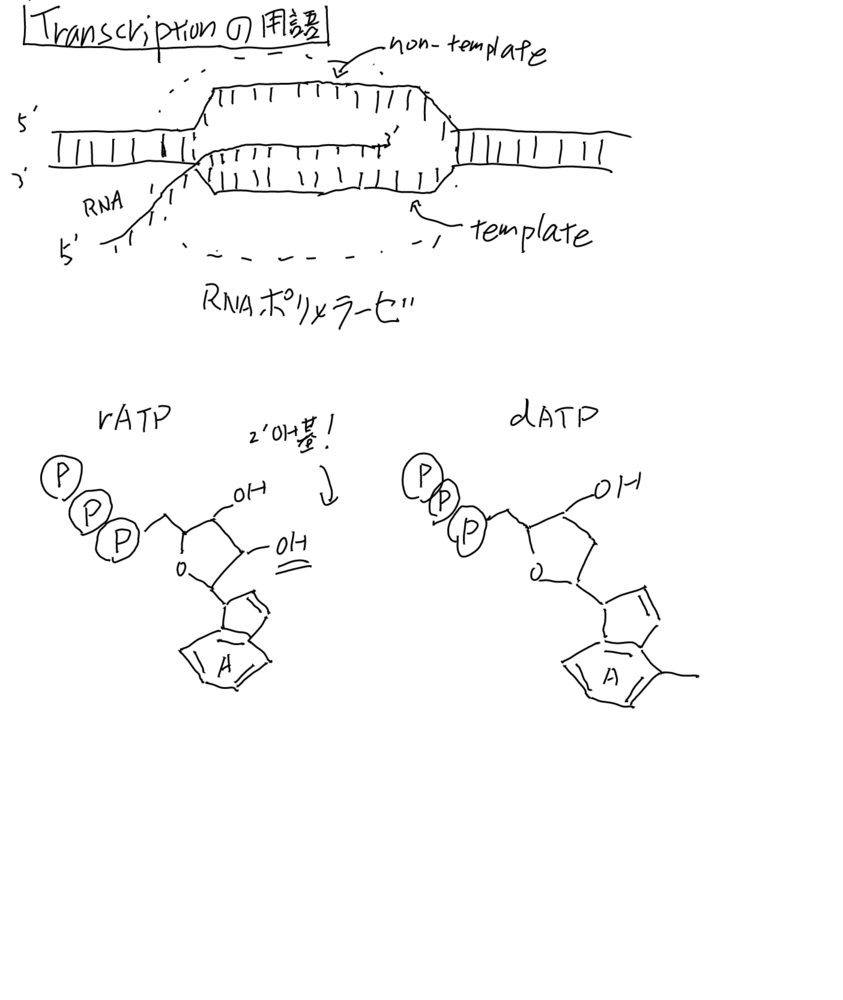 Transcriptionの用語
non-template
5'
3'
3'
RNA
5'
template
RNAポリメラーゼ
rATP
2'OH基!
dATP
P
P
P
OH
OH
O
A
P
P
P
OH
O
A